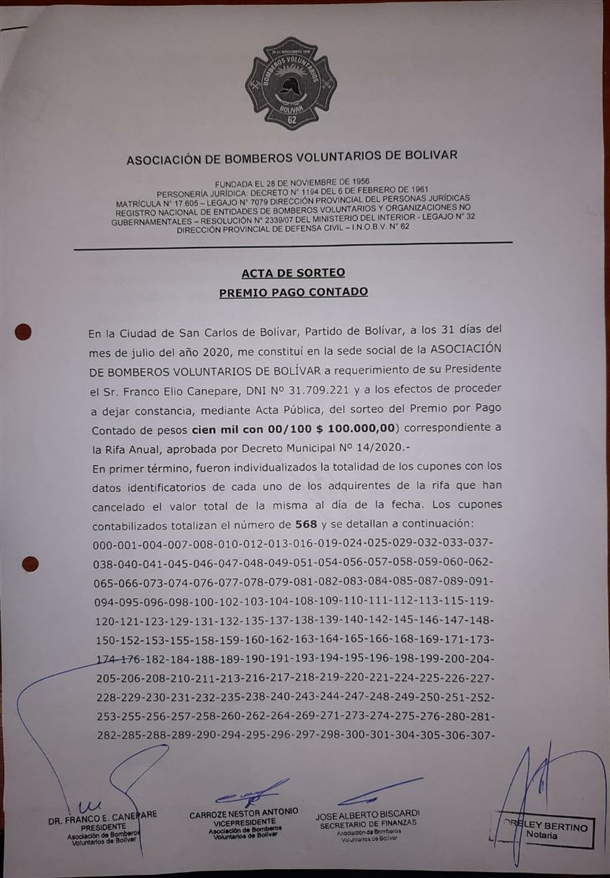 BOMBEROS VOLUNTARIOS
BOLIVAR
62
ASOCIACIÓN DE BOMBEROS VOLUNTARIOS DE BOLIVAR
FUNDADA EL 28 DE NOVIEMBRE DE 1956
PERSONERÍA JURÍDICA: DECRETO N° 1194 DEL 6 DE FEBRERO DE 1961
MATRÍCULA N° 17.605 – LEGAJO N° 7079 DIRECCIÓN PROVINCIAL DEL PERSONAS JURÍDICAS
REGISTRO NACIONAL DE ENTIDADES DE BOMBEROS VOLUNTARIOS Y ORGANIZACIONES NO
GUBERNAMENTALES – RESOLUCIÓN N° 2339/07 DEL MINISTERIO DEL INTERIOR - LEGAJO N° 32
DIRECCIÓN PROVINCIAL DE DEFENSA CIVIL – I.N.O.B.V. N° 62
ACTA DE SORTEO
PREMIO PAGO CONTADO
En la Ciudad de San Carlos de Bolívar, Partido de Bolívar, a los 31 días del
mes de julio del año 2020, me constituí en la sede social de la ASOCIACIÓN
DE BOMBEROS VOLUNTARIOS DE BOLÍVAR a requerimiento de su Presidente
el Sr. Franco Elio Canepare, DNI Nº 31.709.221 y a los efectos de proceder
a dejar constancia, mediante Acta Pública, del sorteo del Premio por Pago
Contado de pesos cien mil con 00/100 $ 100.000,00) correspondiente a
la Rifa Anual, aprobada por Decreto Municipal Nº 14/2020.-
En primer término, fueron individualizados la totalidad de los cupones con los
datos identificatorios de cada uno de los adquirentes de la rifa que han
cancelado el valor total de la misma al día de la fecha. Los cupones
contabilizados totalizan el número de 568 y se detallan a continuación:
000-001-004-007-008-010-012-013-016-019-024-025-029-032-033-037-
038-040-041-045-046-047-048-049-051-054-056-057-058-059-060-062-
065-066-073-074-076-077-078-079-081-082-083-084-085-087-089-091-
094-095-096-098-100-102-103-104-108-109-110-111-112-113-115-119-
120-121-123-129-131-132-135-137-138-139-140-142-145-146-147-148-
150-152-153-155-158-159-160-162-163-164-165-166-168-169-171-173-
174-176-182-184-188-189-190-191-193-194-195-196-198-199-200-204-
205-206-208-210-211-213-216-217-218-219-220-221-224-225-226-227-
228-229-230-231-232-235-238-240-243-244-247-248-249-250-251-252-
253-255-256-257-258-260-262-264-269-271-273-274-275-276-280-281-
282-285-288-289-290-294-295-296-297-298-300-301-304-305-306-307-
DR. FRANCO E. CANEPARE
PRESIDENTE
Asociación de Bomberos
Voluntarios de Bolívar
CARROZE NESTOR ANTONIO
VICEPRESIDENTE
Asociación de Bomberos
Voluntarios de Bolívar
JOSE ALBERTO BISCARDI
SECRETARIO DE FINANZAS
Asociación de Bomberos
Voluntarios de Bolívar
BERTINO
Notaria